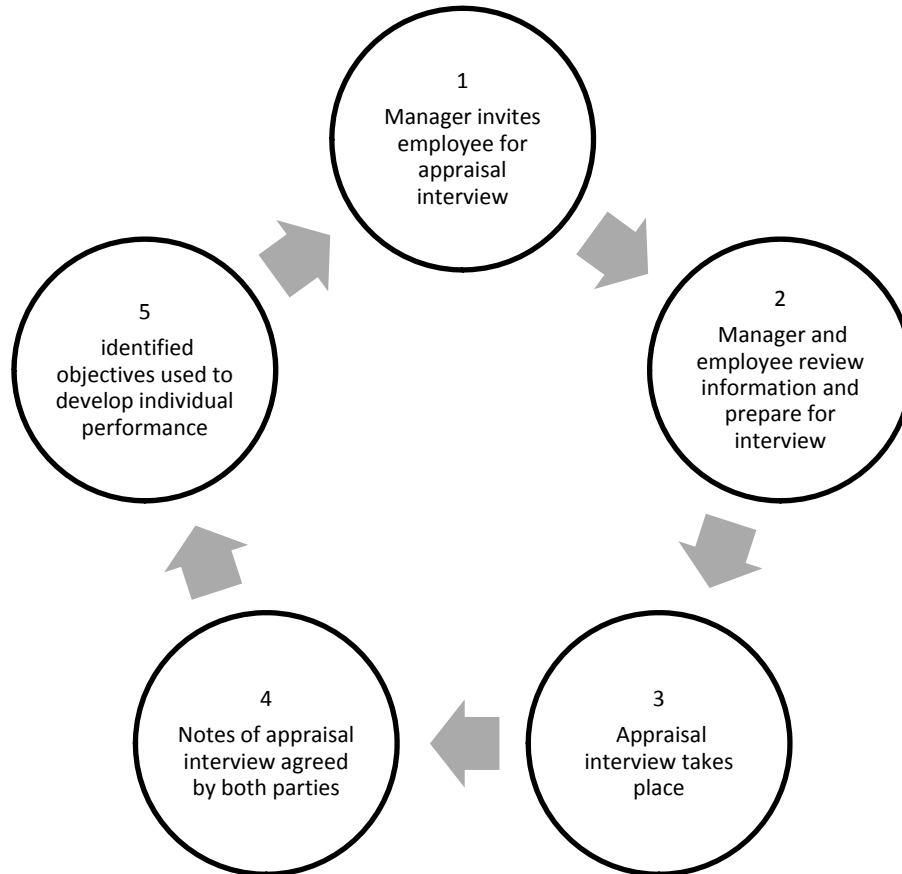 1
Manager invites
employee for
appraisal
interview
2
Manager and
employee review
information and
prepare for
interview
3
Appraisal
interview takes
place
4
Notes of appraisal
interview agreed
by both parties
5
identified
objectives used to
develop individual
performance